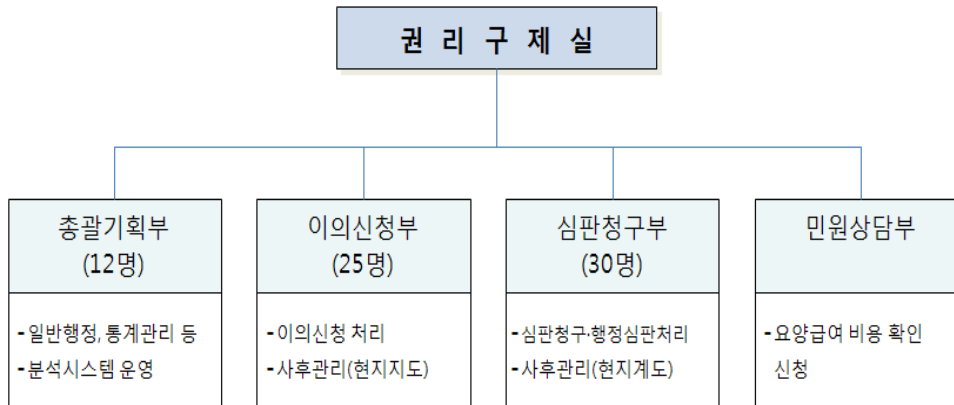 권 리 구 제 실
총괄기획부
(12명)
- 일반행정, 통계관리 등
- 분석시스템 운영
이의신청부
(25명)
- 이의신청 처리
- 사후관리(현지지도)
심판청구부
(30명)
- 심판청구·행정심판처리
- 사후관리(현지계도)
민원상담부
- 요양급여 비용 확인
신청